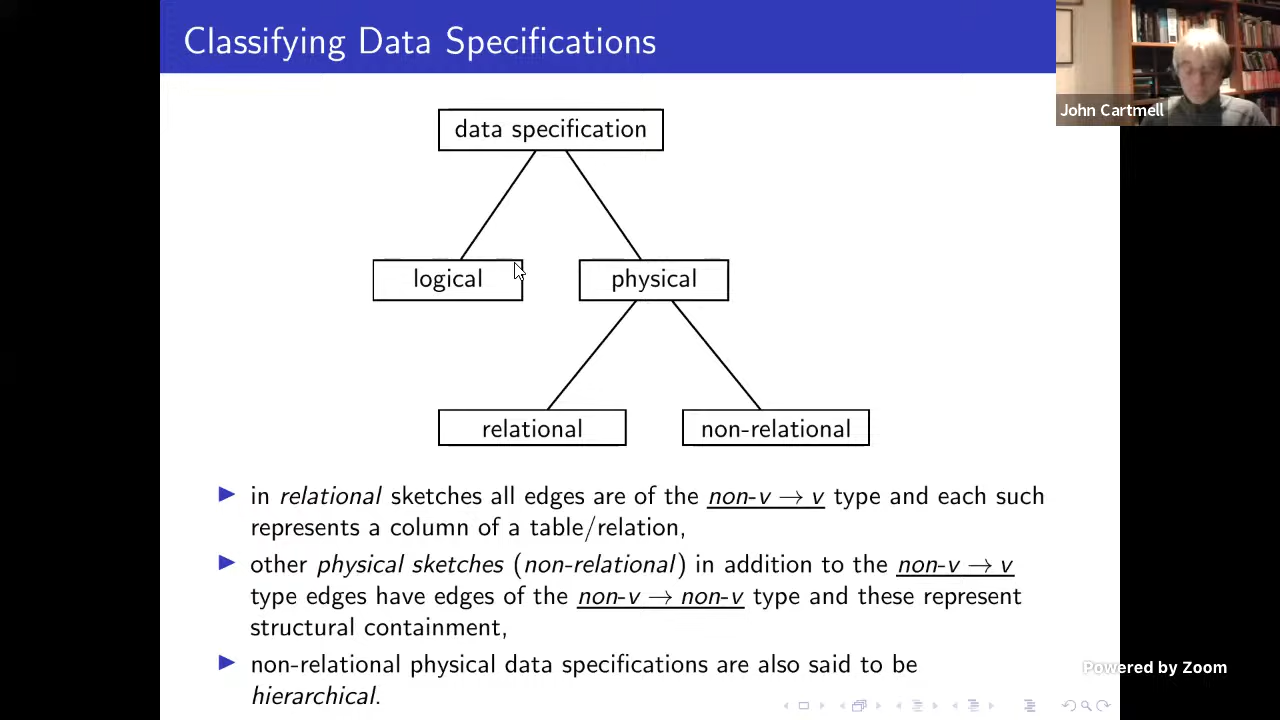 Classifying Data Specifications
John Cartmell
data specification
logical
physical
relational
non-relational
in relational sketches all edges are of the non-v → v type and each such
represents a column of a table/relation,
other physical sketches (non-relational) in addition to the non-v → v
type edges have edges of the non-v → non-v type and these represent
structural containment,
non-relational physical data specifications are also said to be
hierarchical.
Powered by Zoom